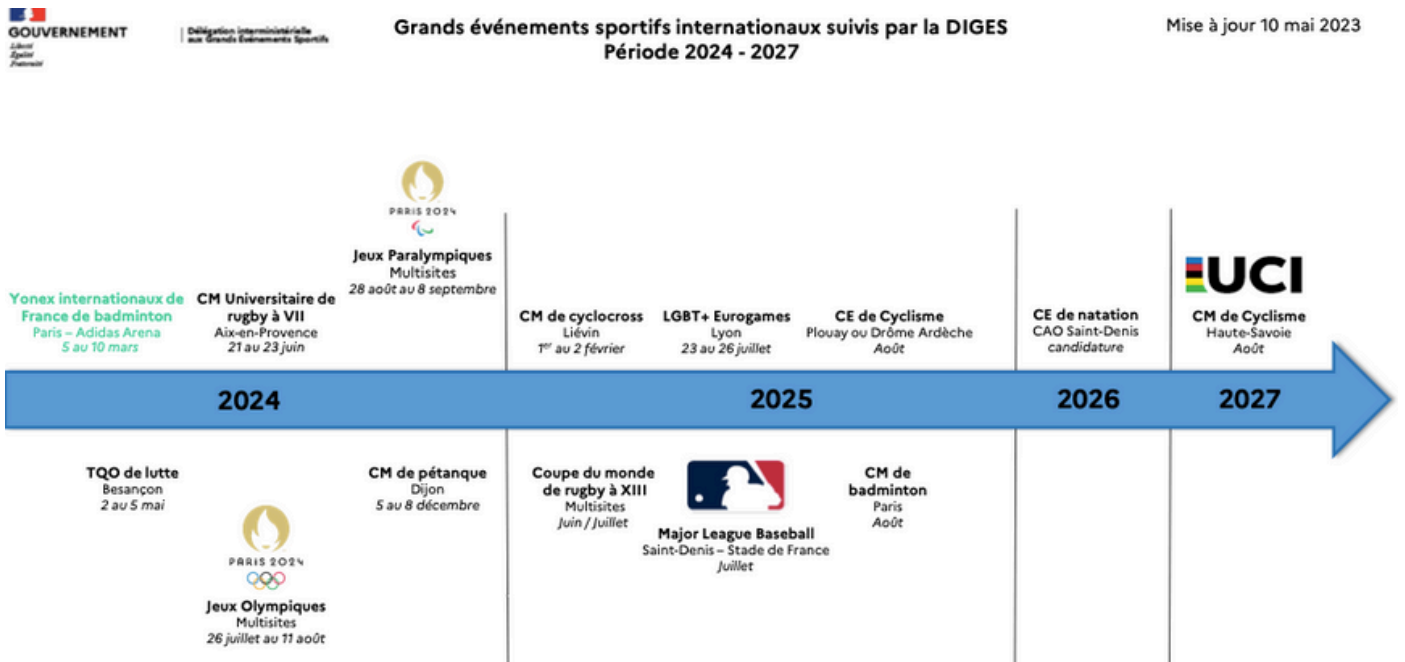 GOUVERNEMENT
Liberté
Égalité
Fraternité
Délégation interministérielle
aux Grands Événements Sportifs
Grands événements sportifs internationaux suivis par la DIGES
Période 2024 - 2027
Mise à jour 10 mai 2023
PARIS 2024
Jeux Paralympiques
Multisites
28 août au 8 septembre
Yonex internationaux de
France de badminton
Paris – Adidas Arena
5 au 10 mars
CM Universitaire de
rugby à VII
Aix-en-Provence
21 au 23 juin
CM de cyclocross
Liévin
1er au 2 février
LGBT+ Eurogames
Lyon
23 au 26 juillet
CE de Cyclisme
Plouay ou Drôme Ardèche
Août
CE de natation
CAO Saint-Denis
candidature
UCI
CM de Cyclisme
Haute-Savoie
Août
2024
2025
2026
2027
TQO de lutte
Besançon
2 au 5 mai
PARIS 2024
Jeux Olympiques
Multisites
26 juillet au 11 août
CM de pétanque
Dijon
5 au 8 décembre
Coupe du monde
de rugby à XIII
Multisites
Juin / Juillet
Major League Baseball
Saint-Denis – Stade de France
Juillet
CM de
badminton
Paris
Août